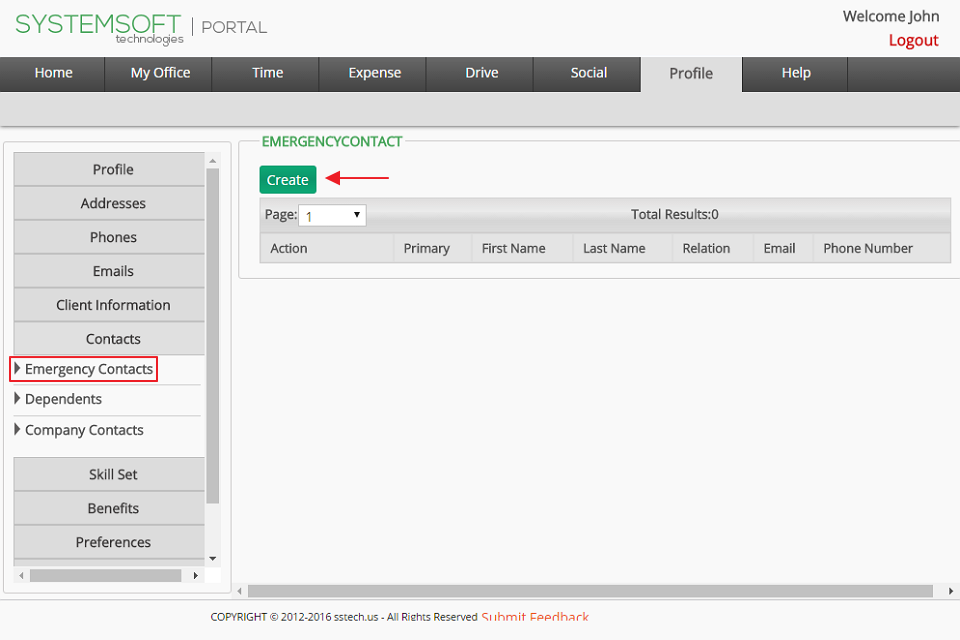 SYSTEMSOFT | PORTAL
technologies
Welcome John
Logout
Home My Office Time Expense Drive Social Profile Help
EMERGENCYCONTACT
Create
Page: 1 Total Results:0
Action Primary First Name Last Name Relation Email Phone Number
Profile
Addresses
Phones
Emails
Client Information
Contacts
Emergency Contacts
Dependents
Company Contacts
Skill Set
Benefits
Preferences
COPYRIGHT © 2012-2016 sstech.us - All Rights Reserved Submit Feedback